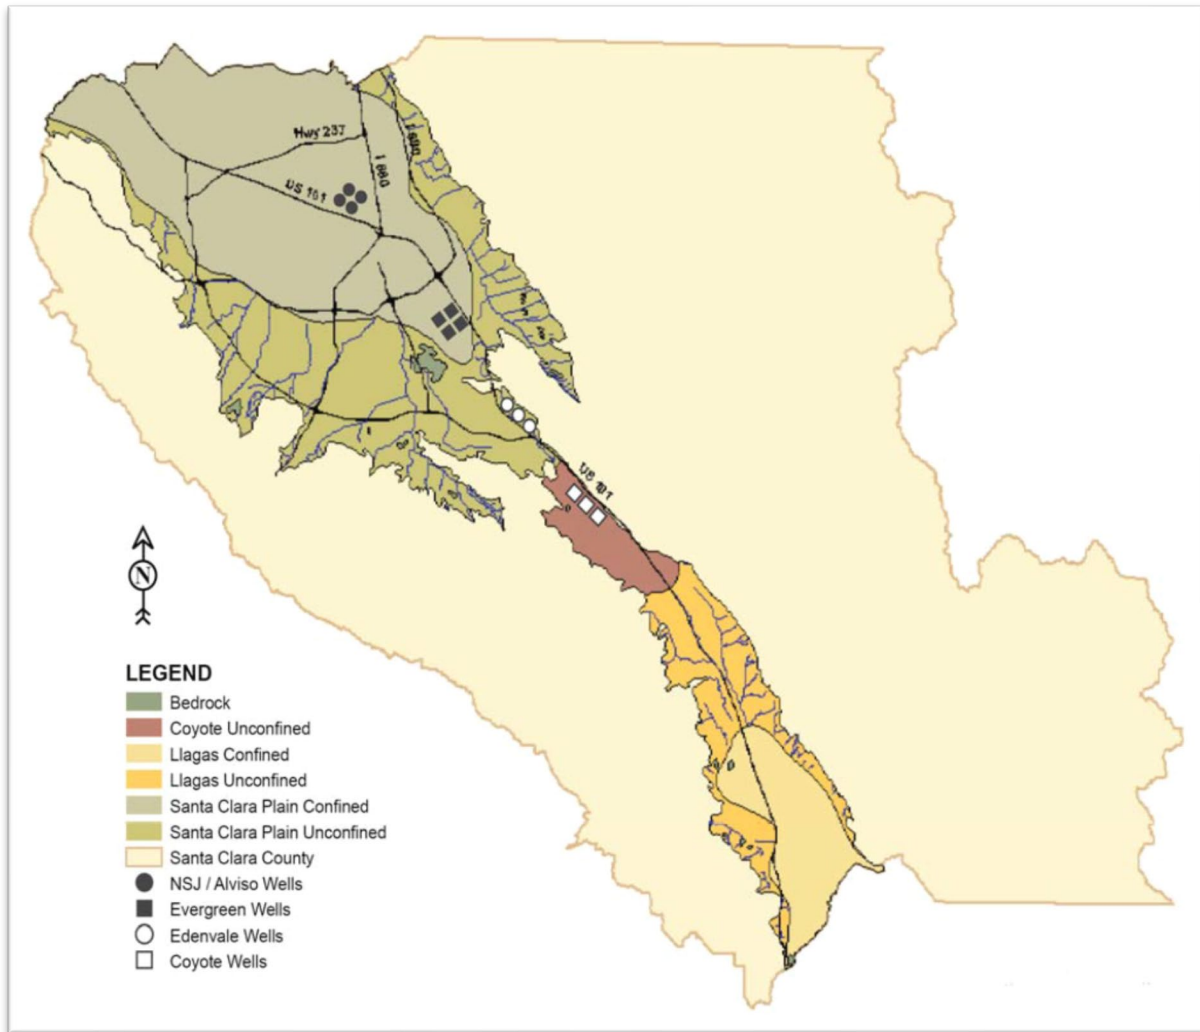 Hwy 237
I 680
I 880
US 101
US 101
N
LEGEND
Bedrock
Coyote Unconfined
Llagas Confined
Llagas Unconfined
Santa Clara Plain Confined
Santa Clara Plain Unconfined
Santa Clara County
NSJ / Alviso Wells
Evergreen Wells
Edenvale Wells
Coyote Wells